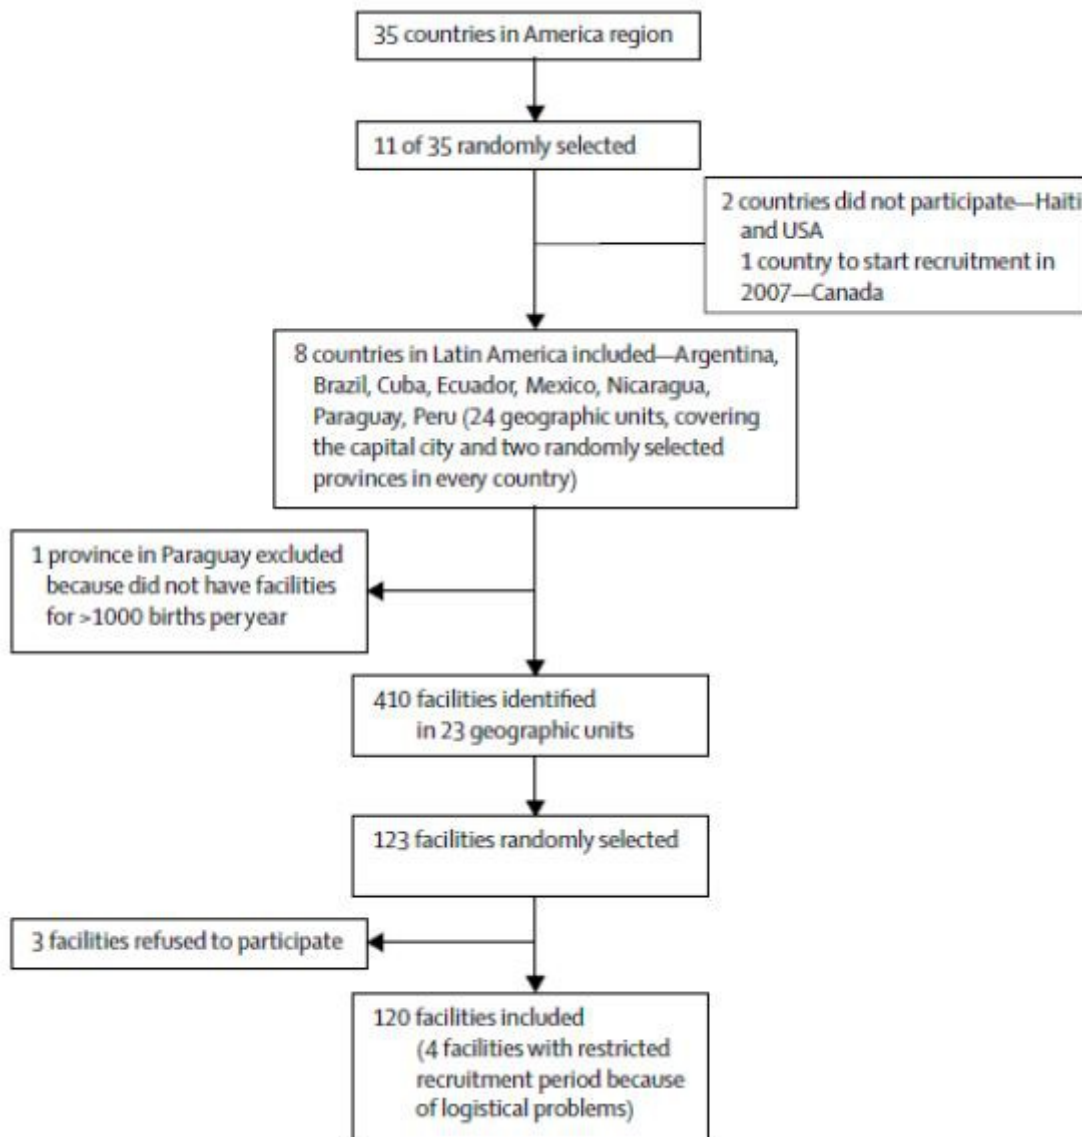 35 countries in America region
11 of 35 randomly selected
2 countries did not participate—Haiti
and USA
1 country to start recruitment in
2007—Canada
8 countries in Latin America included—Argentina,
Brazil, Cuba, Ecuador, Mexico, Nicaragua,
Paraguay, Peru (24 geographic units, covering
the capital city and two randomly selected
provinces in every country)
1 province in Paraguay excluded
because did not have facilities
for >1000 births per year
410 facilities identified
in 23 geographic units
123 facilities randomly selected
3 facilities refused to participate
120 facilities included
(4 facilities with restricted
recruitment period because
of logistical problems)